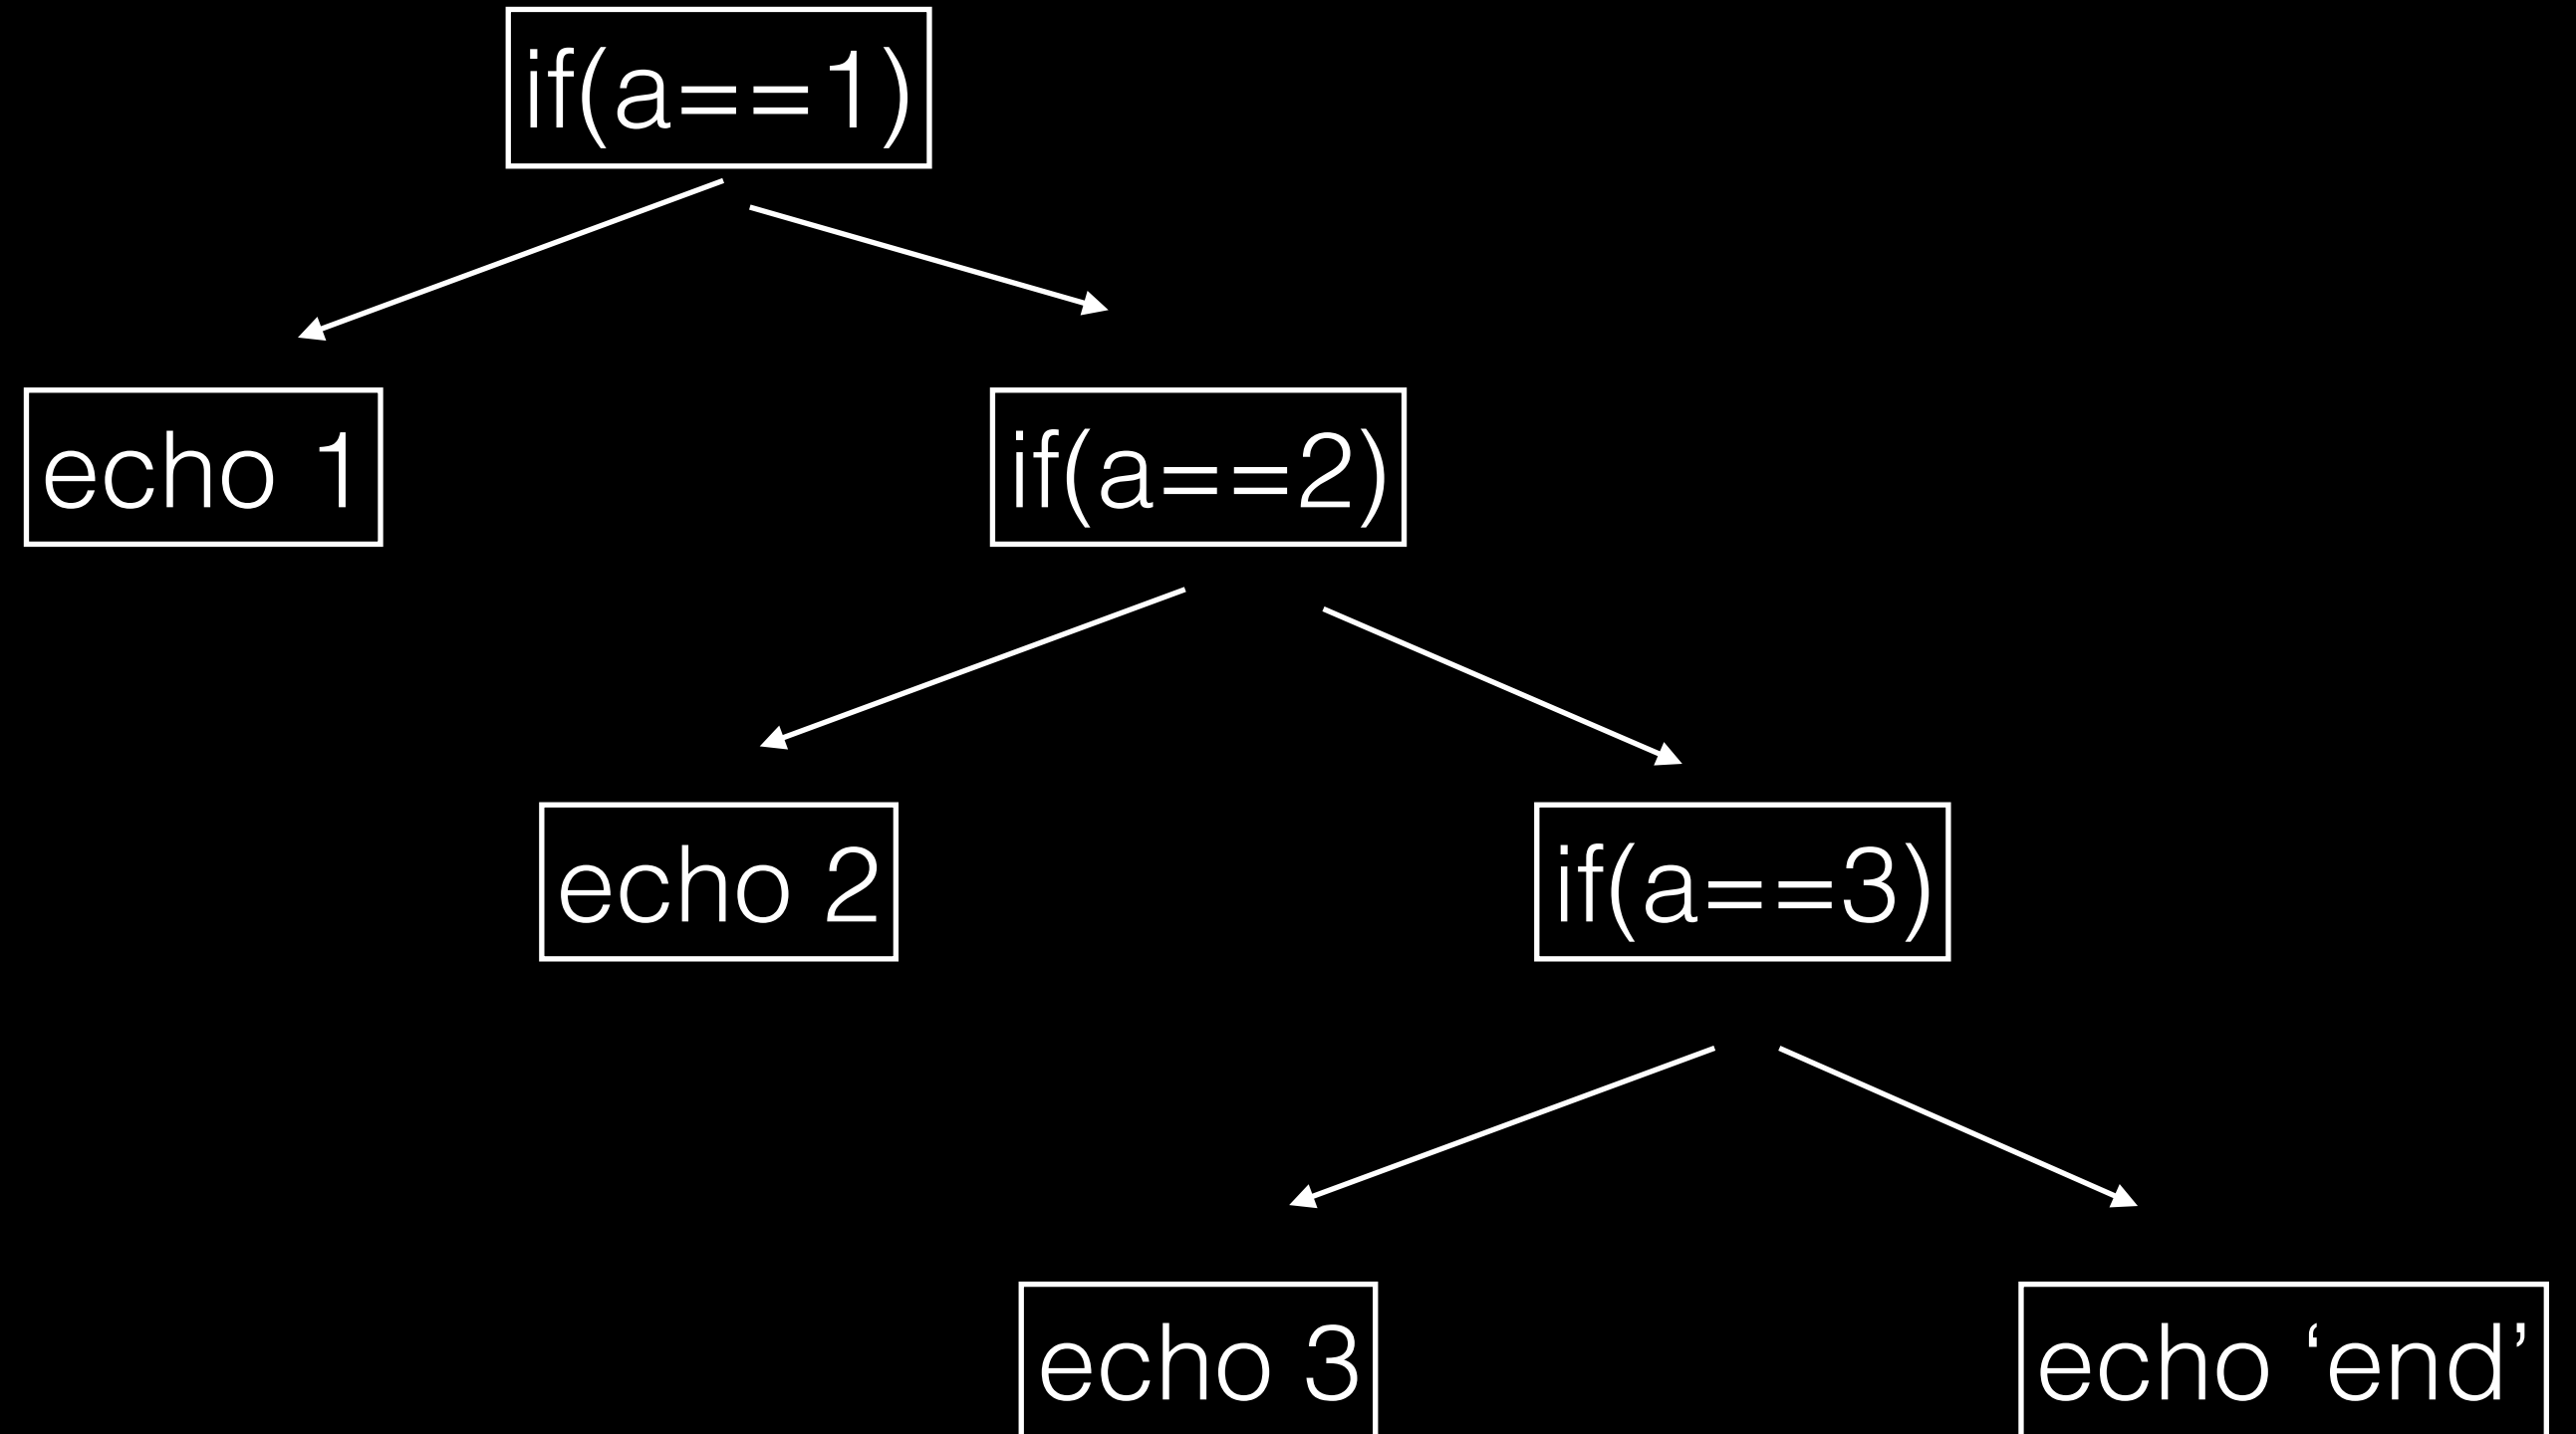 if(a==1)
echo 1
if(a==2)
echo 2
if(a==3)
echo 3
echo ‘end’